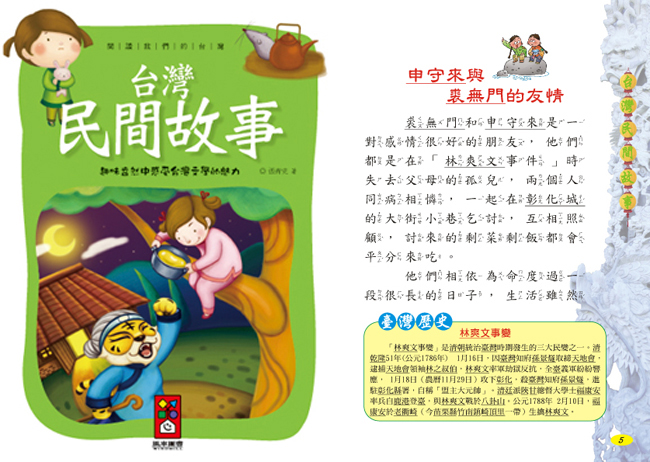 閱讀我們的台灣
台灣
民間故事
趣味盎然中感受台灣文學的魅力
著
風車圖書
WINDMILL
申守來與
裘無門的友情
裘無門和申守來是一
對感情很好的朋友，他們
都是在「林爽文事件」時
失去父母的孤兒，兩個人
同病相憐，一起在彰化城
的大街小巷乞討，互相照
顧，討來的剩菜剩飯都會
平分來吃。
他們相依為命度過一
段很長的日子，生活雖然
臺灣歷史
林爽文事變
「林爽文事變」是清朝統治臺灣時期發生的三大民變之一。清
乾隆51年(公元1786年） 1月16日，因臺灣知府孫景燧取締天地會，
逮捕天地會領袖林之叔伯，林爽文率軍劫獄反抗，全臺義軍紛紛響
應， 1月18日（農曆11月29日）攻下彰化，殺臺灣知府孫景燧，進
駐彰化縣署，自稱「盟主大元帥」。清廷派陝甘總督大學士福康安
率兵自鹿港登臺，與林爽文戰於八卦山。公元1788年 2月10日，福
康安於老衢崎（今苗栗縣竹南鎮崎頂里一帶）生擒林爽文。
台灣民間故事
5